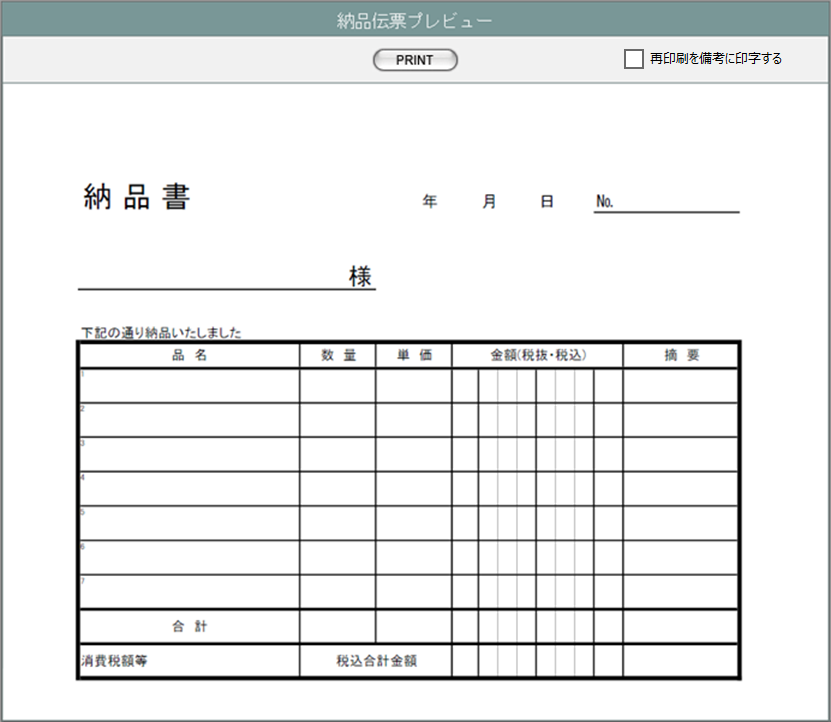 納品伝票プレビュー
PRINT
再印刷を備考に印字する
納品書
年 月 日 No.
様
下記の通り納品いたしました
品名 数量 単価 金額(税抜・税込) 摘要
1
2
3
4
5
6
7
合計
消費税額等 税込合計金額